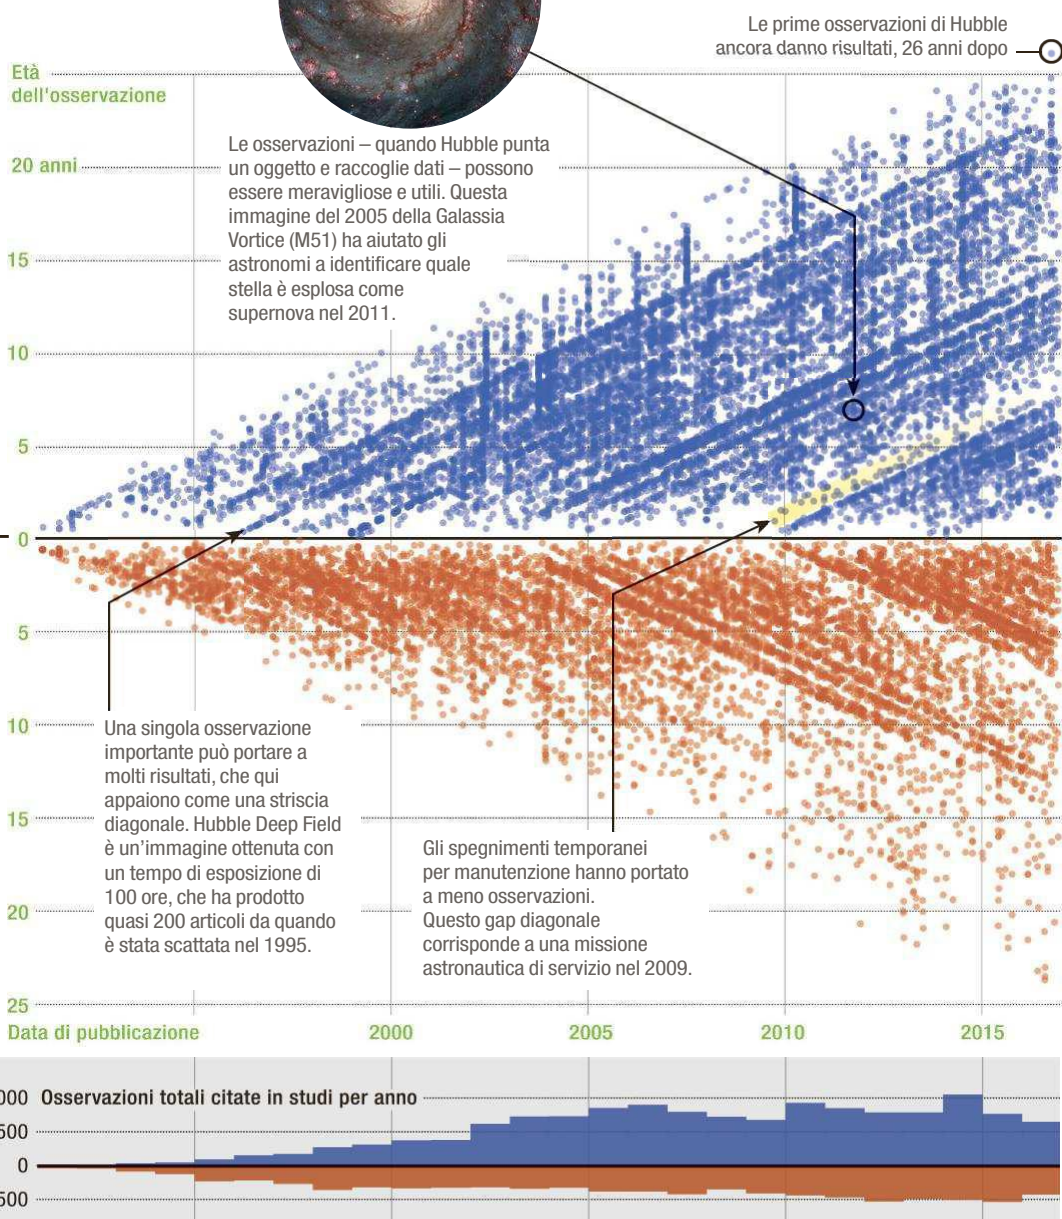 Le prime osservazioni di Hubble
ancora danno risultati, 26 anni dopo
Età
dell'osservazione
Le osservazioni – quando Hubble punta
un oggetto e raccoglie dati – possono
essere meravigliose e utili. Questa
immagine del 2005 della Galassia
Vortice (M51) ha aiutato gli
astronomi a identificare quale
stella è esplosa come
supernova nel 2011.
20 anni
15
10
5
0
5
10
15
20
25
Una singola osservazione
importante può portare a
molti risultati, che qui
appaiono come una striscia
diagonale. Hubble Deep Field
è un’immagine ottenuta con
un tempo di esposizione di
100 ore, che ha prodotto
quasi 200 articoli da quando
è stata scattata nel 1995.
Gli spegnimenti temporanei
per manutenzione hanno portato
a meno osservazioni.
Questo gap diagonale
corrisponde a una missione
astronautica di servizio nel 2009.
Data di pubblicazione
2000
2005
2010
2015
Osservazioni totali citate in studi per anno
0